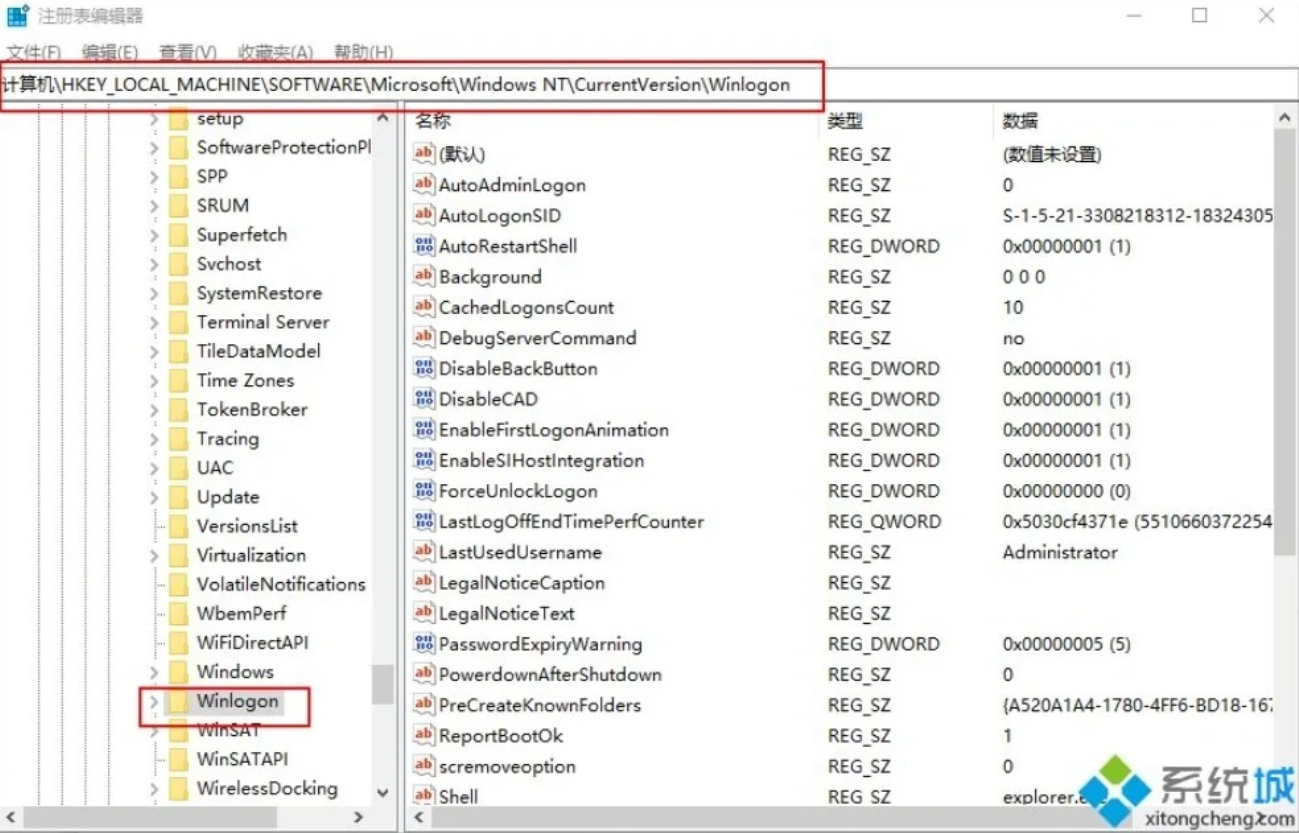 注册表编辑器
文件(F) 编辑(E) 查看(V) 收藏夹(A) 帮助(H)
计算机\HKEY_LOCAL_MACHINE\SOFTWARE\Microsoft\Windows NT\CurrentVersion\Winlogon
setup
SoftwareProtectionPl
SPP
SRUM
Superfetch
Svchost
SystemRestore
Terminal Server
TileDataModel
Time Zones
TokenBroker
Tracing
UAC
Update
VersionsList
Virtualization
VolatileNotifications
WbemPerf
WiFiDirectAPI
Windows
Winlogon
WinSAT
WinSATAPI
WirelessDocking
名称 类型 数据
(默认) REG_SZ (数值未设置)
AutoAdminLogon REG_SZ 0
AutoLogonSID REG_SZ S-1-5-21-3308218312-18324305
AutoRestartShell REG_DWORD 0x00000001 (1)
Background REG_SZ 0 0 0
CachedLogonsCount REG_SZ 10
DebugServerCommand REG_SZ no
DisableBackButton REG_DWORD 0x00000001 (1)
DisableCAD REG_DWORD 0x00000001 (1)
EnableFirstLogonAnimation REG_DWORD 0x00000001 (1)
EnableSIHostIntegration REG_DWORD 0x00000001 (1)
ForceUnlockLogon REG_DWORD 0x00000000 (0)
LastLogOffEndTimePerfCounter REG_QWORD 0x5030cf4371e (5510660372254
LastUsedUsername REG_SZ Administrator
LegalNoticeCaption REG_SZ
LegalNoticeText REG_SZ
PasswordExpiryWarning REG_DWORD 0x00000005 (5)
PowerdownAfterShutdown REG_SZ 0
PreCreateKnownFolders REG_SZ {A520A1A4-1780-4FF6-BD18-167
ReportBootOk REG_SZ 1
scremoveoption REG_SZ 0
Shell REG_SZ
系统城
xitongcheng2.com